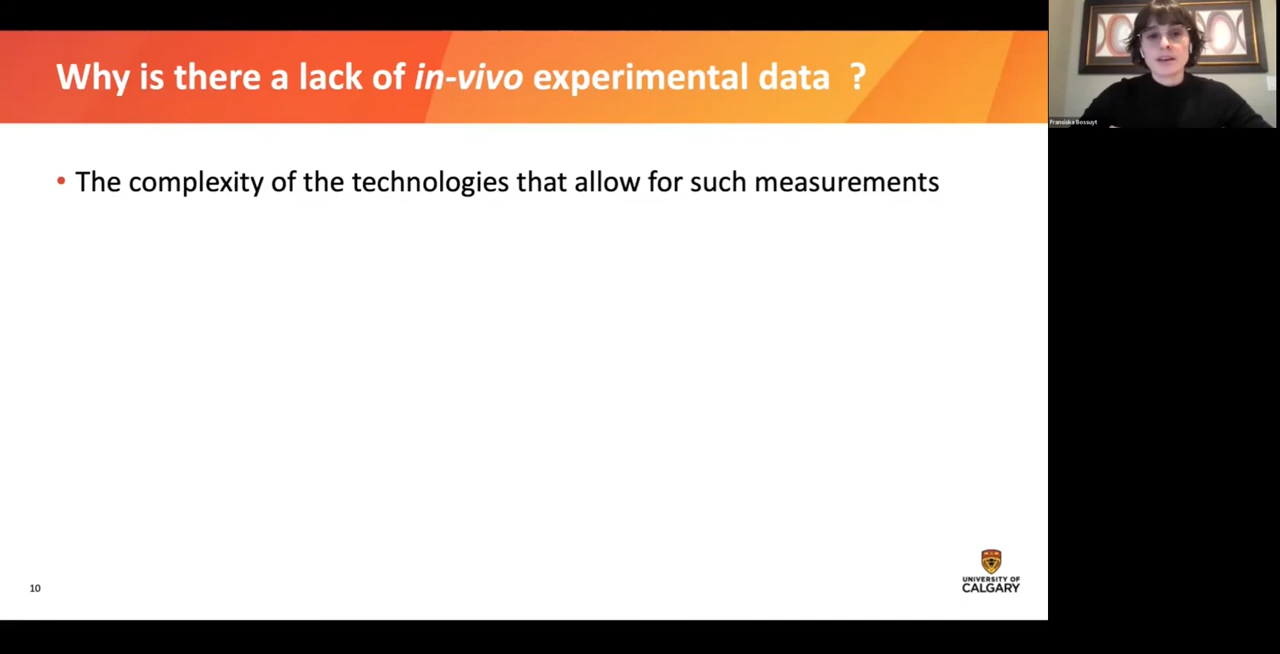 Why is there a lack of in-vivo experimental data ?
Fransiska Bossuyt
• The complexity of the technologies that allow for such measurements
10
UNIVERSITY OF
CALGARY